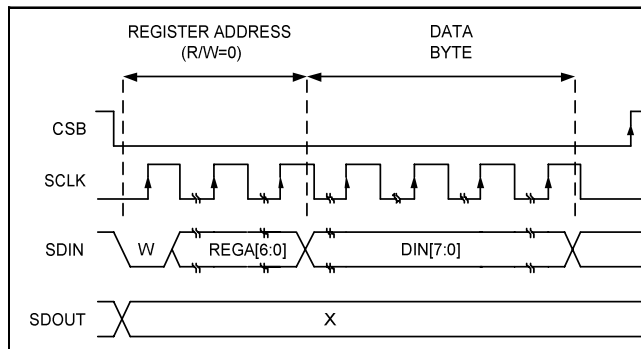 REGISTER ADDRESS DATA
(R/W=0) BYTE
CSB
SCLK
SDIN W REGA[6:0] DIN[7:0]
SDOUT X